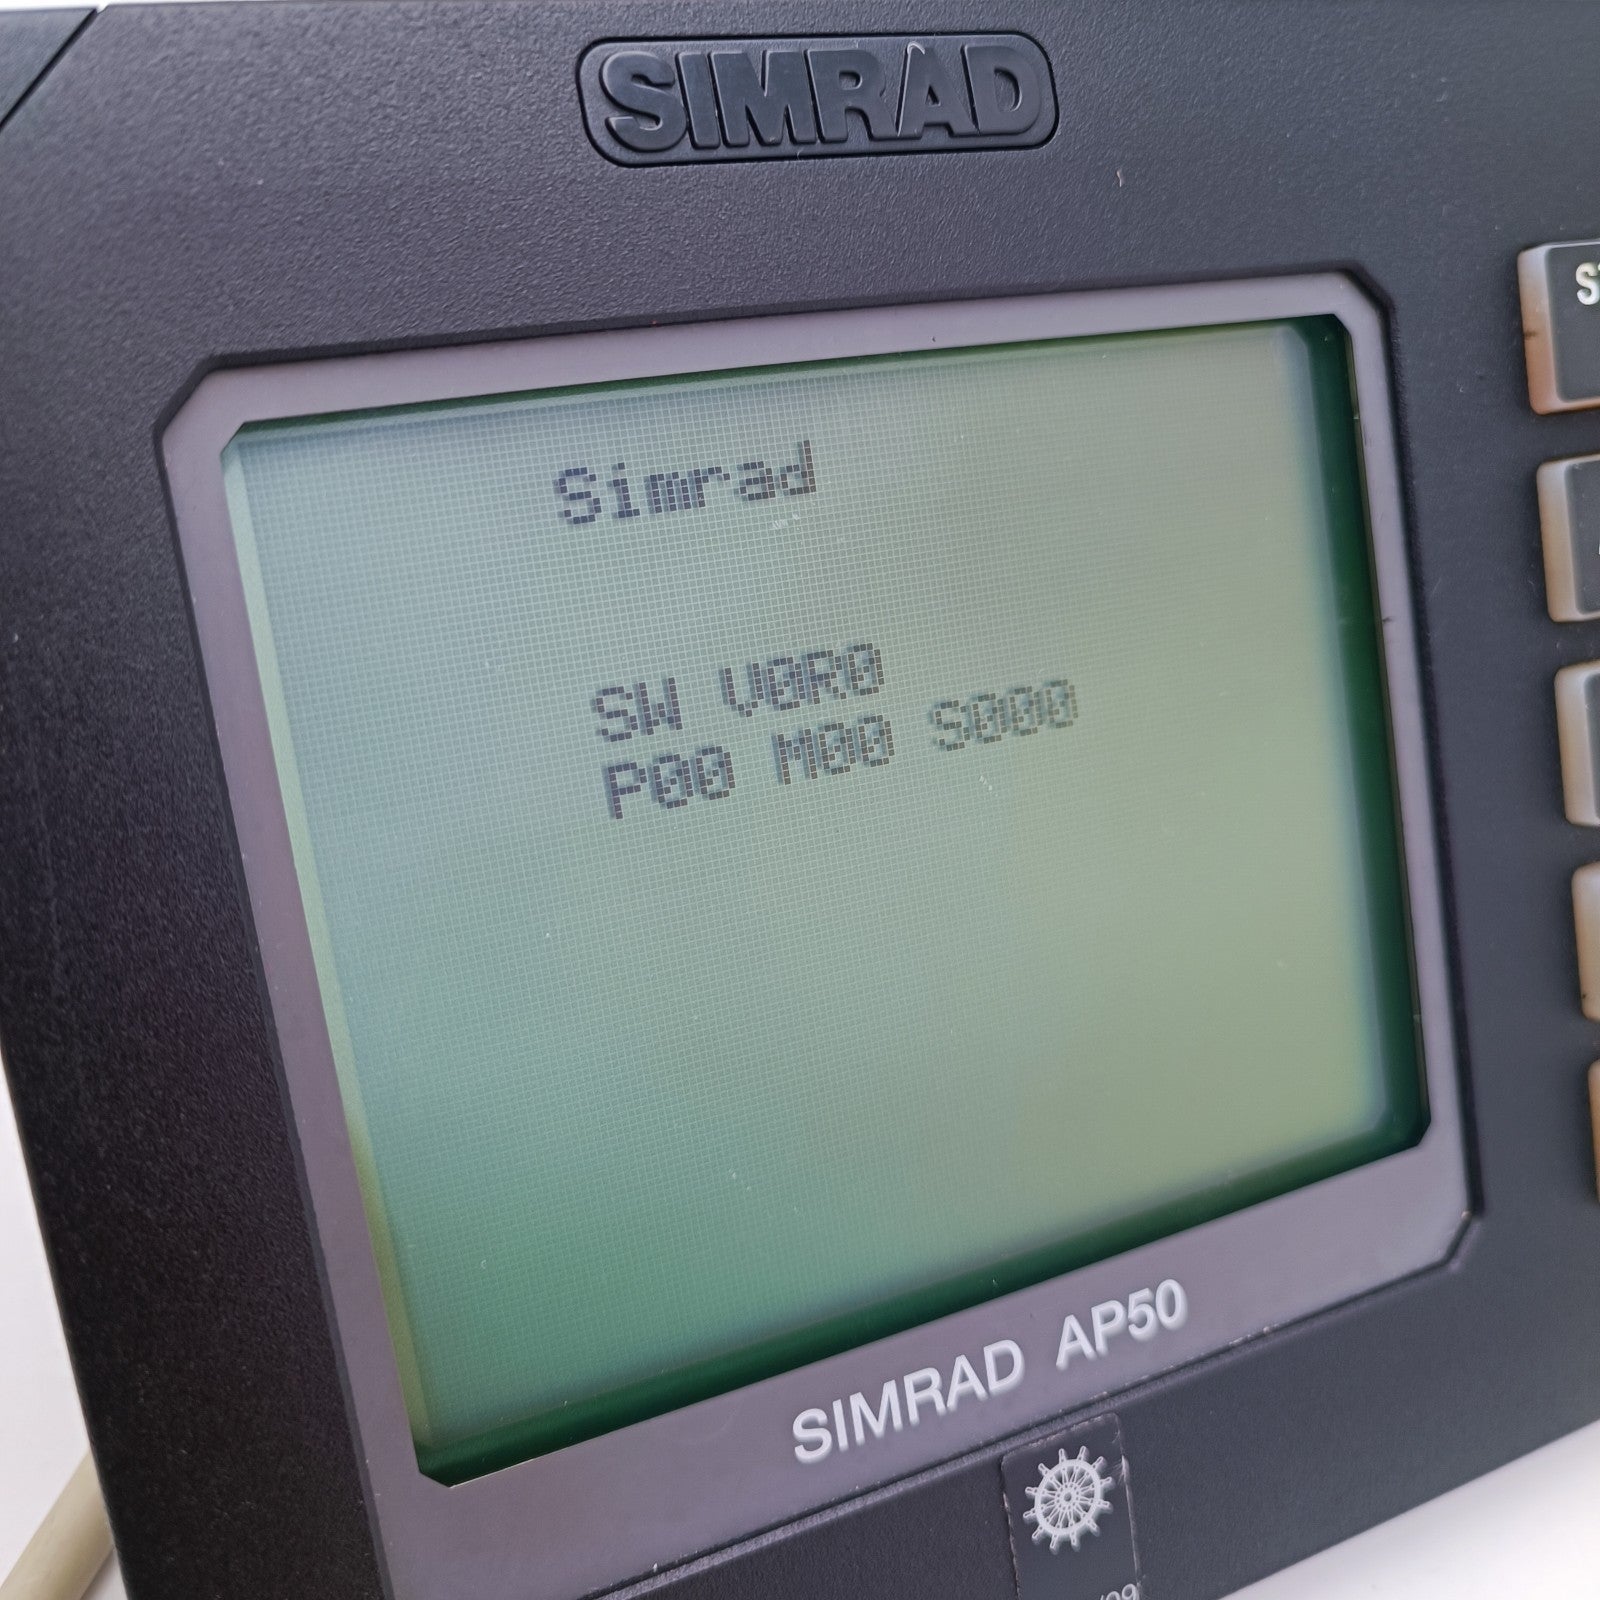 SIMRAD
Simrad
SW V0R0
P00 M00 S000
SIMRAD AP50